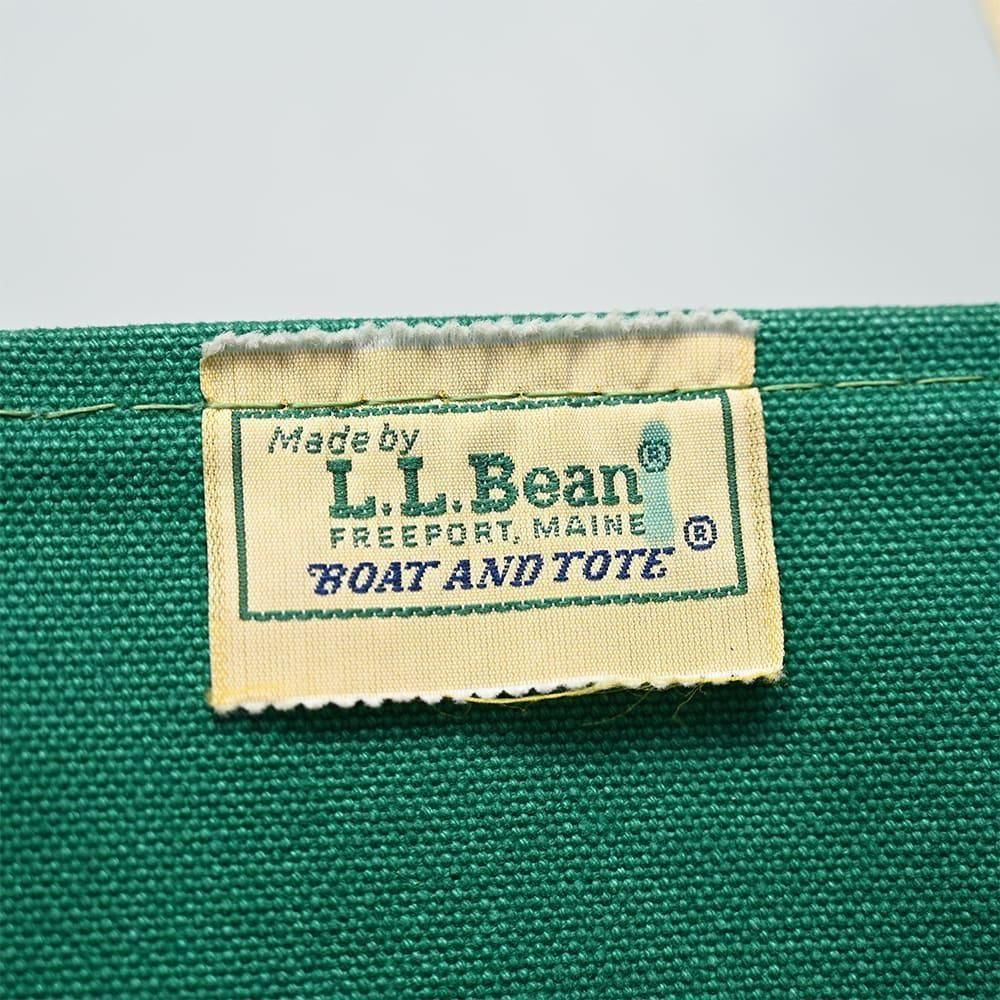 Made by
L.L.Bean®
FREEPORT, MAINE
BOAT AND TOTE®